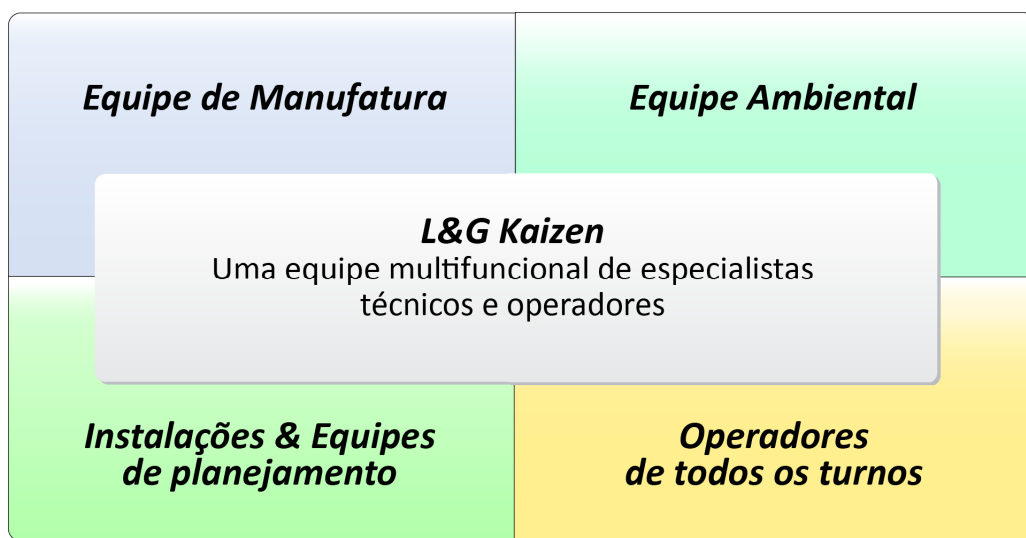 Equipe de Manufatura
Equipe Ambiental
L&G Kaizen
Uma equipe multifuncional de especialistas
técnicos e operadores
Instalações & Equipes
de planejamento
Operadores
de todos os turnos